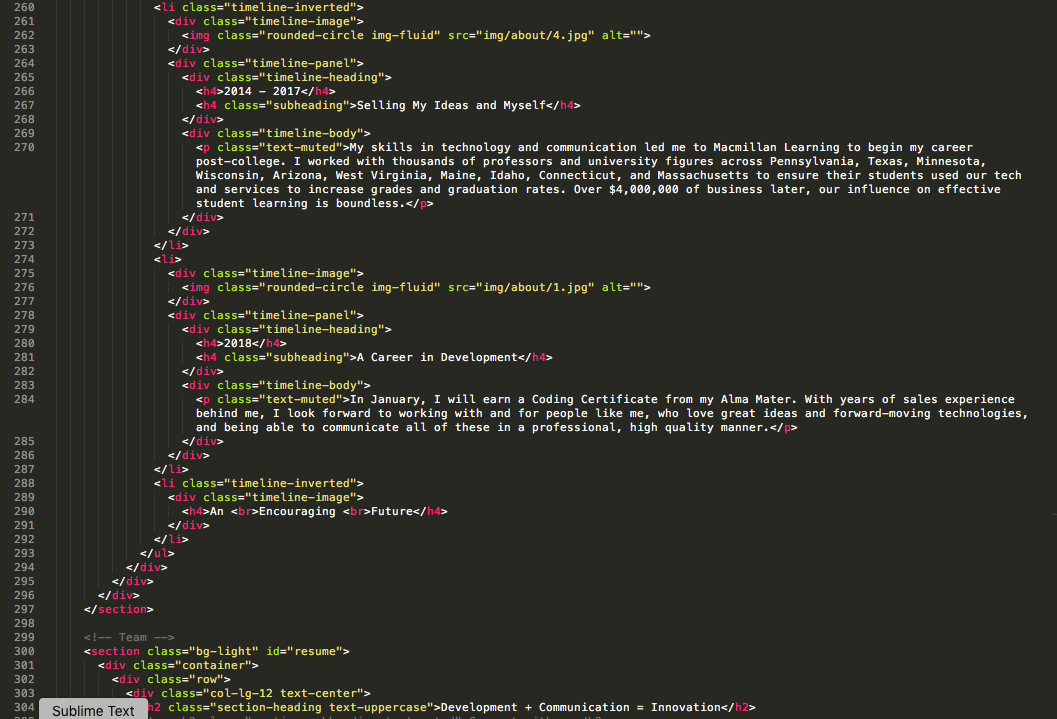 260 <li class="timeline-inverted">
261 <div class="timeline-image">
262 <img class="rounded-circle img-fluid" src="img/about/4.jpg" alt="">
263 </div>
264 <div class="timeline-panel">
265 <div class="timeline-heading">
266 <h4>2014 - 2017</h4>
267 <h4 class="subheading">Selling My Ideas and Myself</h4>
268 </div>
269 <div class="timeline-body">
270 <p class="text-muted">My skills in technology and communication led me to Macmillan Learning to begin my career
post-college. I worked with thousands of professors and university figures across Pennsylvania, Texas, Minnesota,
Wisconsin, Arizona, West Virginia, Maine, Idaho, Connecticut, and Massachusetts to ensure their students used our tech
and services to increase grades and graduation rates. Over $4,000,000 of business later, our influence on effective
student learning is boundless.</p>
271 </div>
272 </div>
273 </li>
274 <li>
275 <div class="timeline-image">
276 <img class="rounded-circle img-fluid" src="img/about/1.jpg" alt="">
277 </div>
278 <div class="timeline-panel">
279 <div class="timeline-heading">
280 <h4>2018</h4>
281 <h4 class="subheading">A Career in Development</h4>
282 </div>
283 <div class="timeline-body">
284 <p class="text-muted">In January, I will earn a Coding Certificate from my Alma Mater. With years of sales experience
behind me, I look forward to working with and for people like me, who love great ideas and forward-moving technologies,
and being able to communicate all of these in a professional, high quality manner.</p>
285 </div>
286 </div>
287 </li>
288 <li class="timeline-inverted">
289 <div class="timeline-image">
290 <h4>An <br>Encouraging <br>Future</h4>
291 </div>
292 </li>
293 </ul>
294 </div>
295 </div>
296 </div>
297 </section>
298
299 <!-- Team -->
300 <section class="bg-light" id="resume">
301 <div class="container">
302 <div class="row">
303 <div class="col-lg-12 text-center">
304 h2 class="section-heading text-uppercase">Development + Communication = Innovation</h2>
Sublime Text